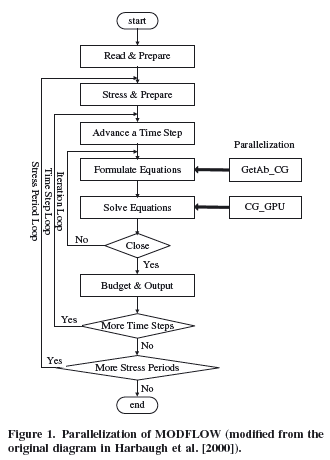 start
Read & Prepare
Stress & Prepare
Advance a Time Step
Parallelization
Formulate Equations
GetAb_CG
Solve Equations
CG_GPU
Iteration Loop
Time Step Loop
Stress Period Loop
No
Close
Yes
Budget & Output
Yes
More Time Steps
No
Yes
More Stress Periods
No
end
Figure 1. Parallelization of MODFLOW (modified from the
original diagram in Harbaugh et al. [2000]).